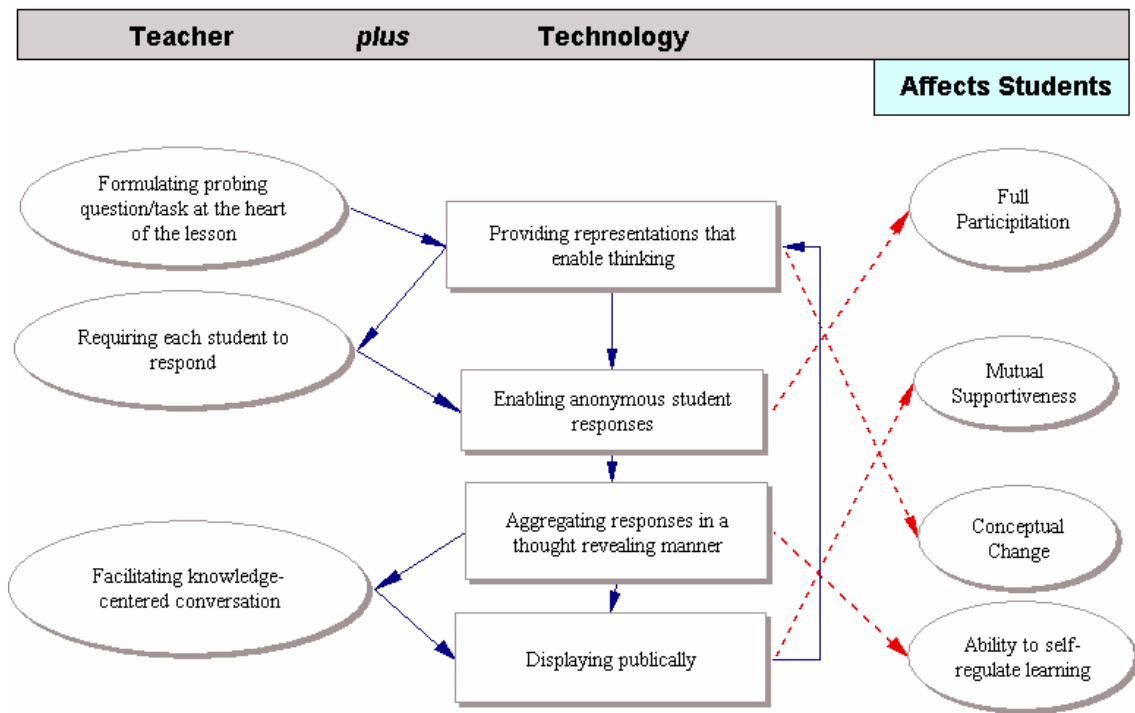 Teacher plus Technology
Affects Students
Formulating probing
question/task at the heart
of the lesson
Full
Participitation
Providing representations that
enable thinking
Requiring each student to
respond
Mutual
Supportiveness
Enabling anonymous student
responses
Aggregating responses in a
thought revealing manner
Conceptual
Change
Facilitating knowledge-
centered conversation
Displaying publically
Ability to self-
regulate learning